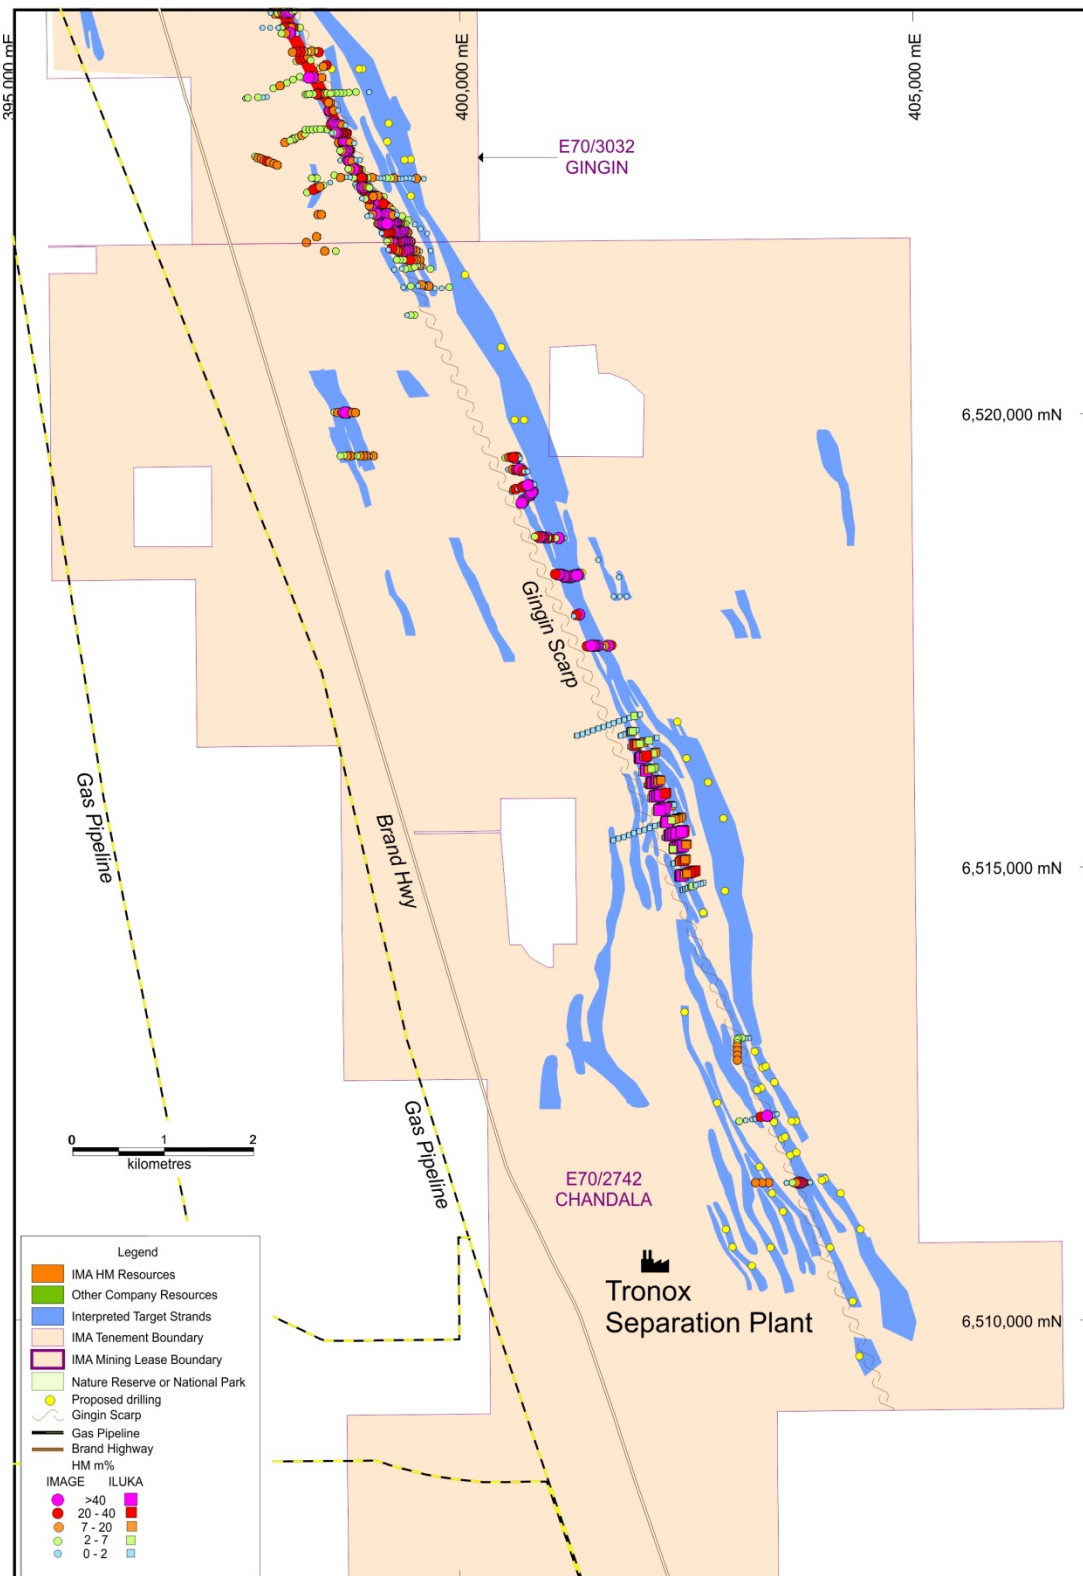 395,000 mE
400,000 mE
405,000 mE
E70/3032
GINGIN
6,520,000 mN
Gingin Scarp
Gas Pipeline
Brand Hwy
6,515,000 mN
Gas Pipeline
0 1 2
kilometres
E70/2742
CHANDALA
Tronox
Separation Plant
6,510,000 mN
Legend
IMA HM Resources
Other Company Resources
Interpreted Target Strands
IMA Tenement Boundary
IMA Mining Lease Boundary
Nature Reserve or National Park
Proposed drilling
Gingin Scarp
Gas Pipeline
Brand Highway
HM m%
IMAGE ILUKA
>40
20 - 40
7 - 20
2 - 7
0 - 2